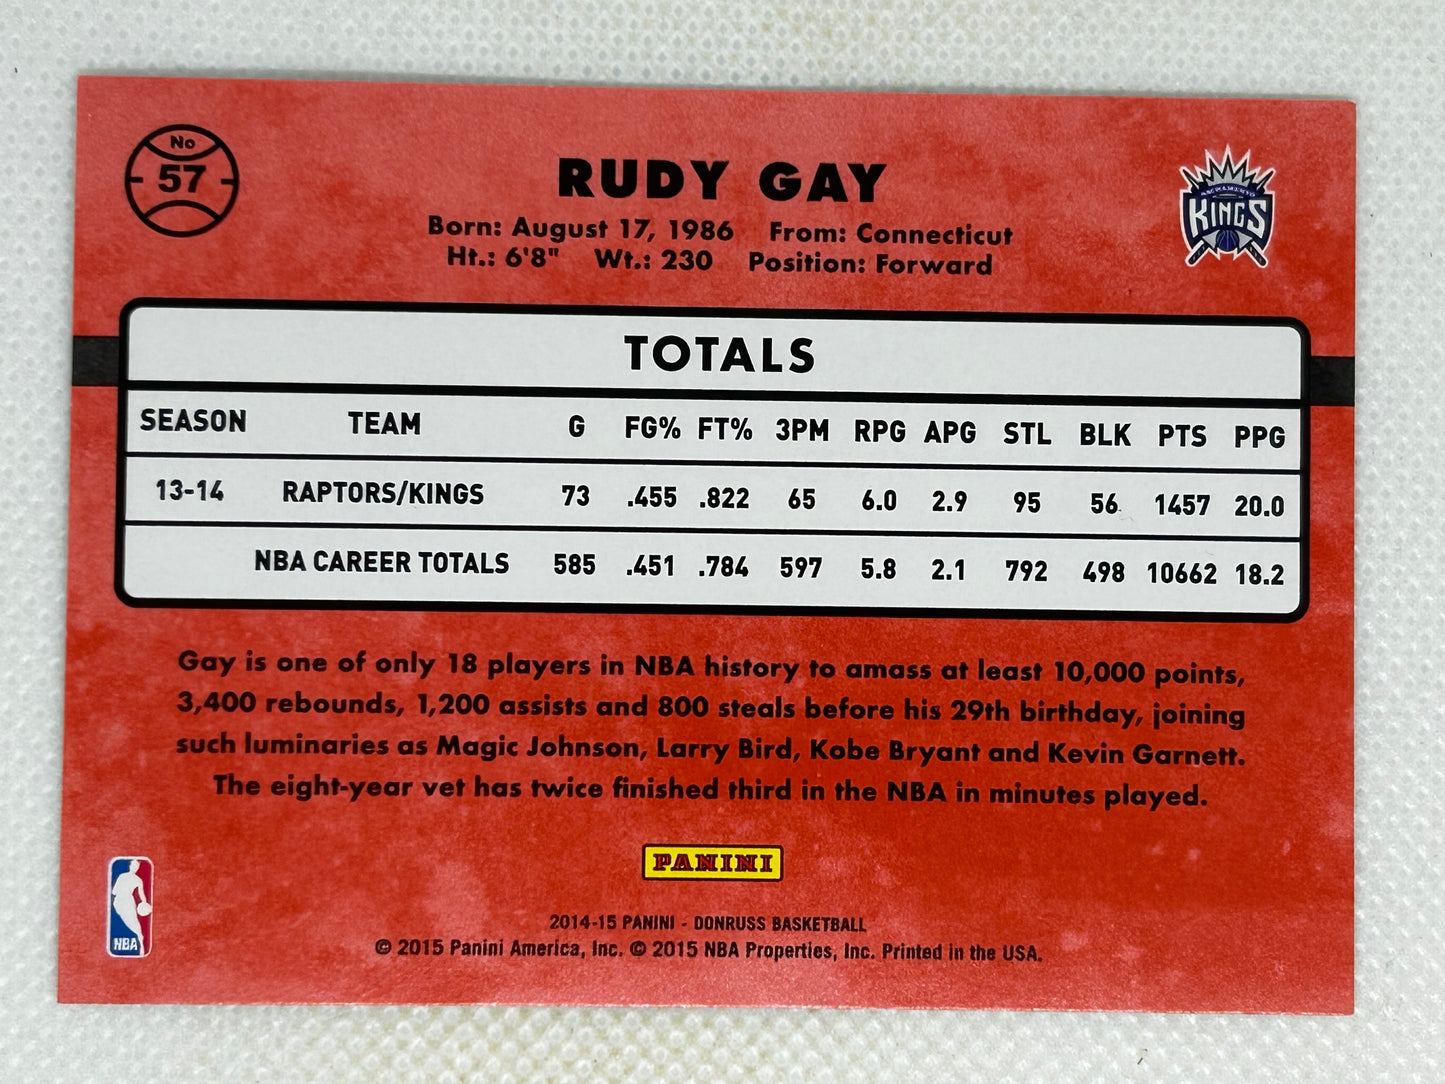 No
57
RUDY GAY
Born: August 17, 1986 From: Connecticut
Ht.: 6'8" Wt.: 230 Position: Forward
SACRAMENTO
KINGS
TOTALS
SEASON TEAM G FG% FT% 3PM RPG APG STL BLK PTS PPG
13-14 RAPTORS/KINGS 73 .455 .822 65 6.0 2.9 95 56 1457 20.0
NBA CAREER TOTALS 585 .451 .784 597 5.8 2.1 792 498 10662 18.2
Gay is one of only 18 players in NBA history to amass at least 10,000 points,
3,400 rebounds, 1,200 assists and 800 steals before his 29th birthday, joining
such luminaries as Magic Johnson, Larry Bird, Kobe Bryant and Kevin Garnett.
The eight-year vet has twice finished third in the NBA in minutes played.
PANINI
NBA
2014-15 PANINI - DONRUSS BASKETBALL
© 2015 Panini America, Inc. © 2015 NBA Properties, Inc. Printed in the USA.